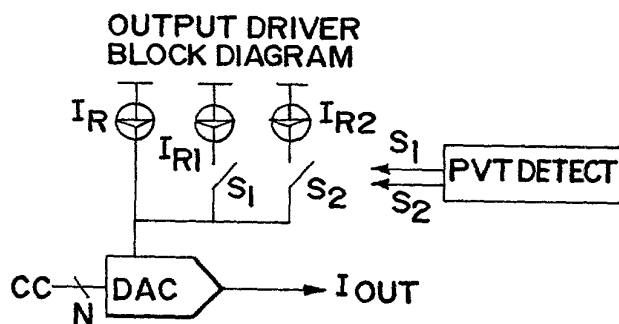 OUTPUT DRIVER
BLOCK DIAGRAM
IR
IR1
IR2
S1
S2
S1
S2
PVT DETECT
CC
N
DAC
IOUT